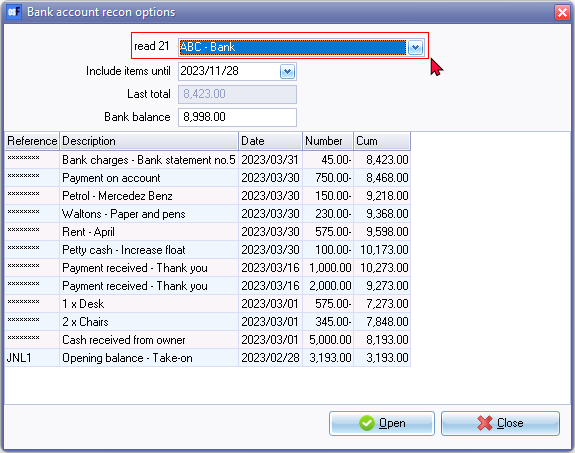 Bank account recon options
read 21 ABC - Bank
Include items until 2023/11/28
Last total 8,423.00
Bank balance 8,998.00
Reference Description Date Number Cum
******** Bank charges - Bank statement no.5 2023/03/31 45.00- 8,423.00
******** Payment on account 2023/03/30 750.00- 8,468.00
******** Petrol - Mercedez Benz 2023/03/30 150.00- 9,218.00
******** Waltons - Paper and pens 2023/03/30 230.00- 9,368.00
******** Rent - April 2023/03/30 575.00- 9,598.00
******** Petty cash - Increase float 2023/03/30 100.00- 10,173.00
******** Payment received - Thank you 2023/03/16 1,000.00 10,273.00
******** Payment received - Thank you 2023/03/16 2,000.00 9,273.00
******** 1 x Desk 2023/03/01 575.00- 7,273.00
******** 2 x Chairs 2023/03/01 345.00- 7,848.00
******** Cash received from owner 2023/03/01 5,000.00 8,193.00
JNL1 Opening balance - Take-on 2023/02/28 3,193.00 3,193.00
Open Close